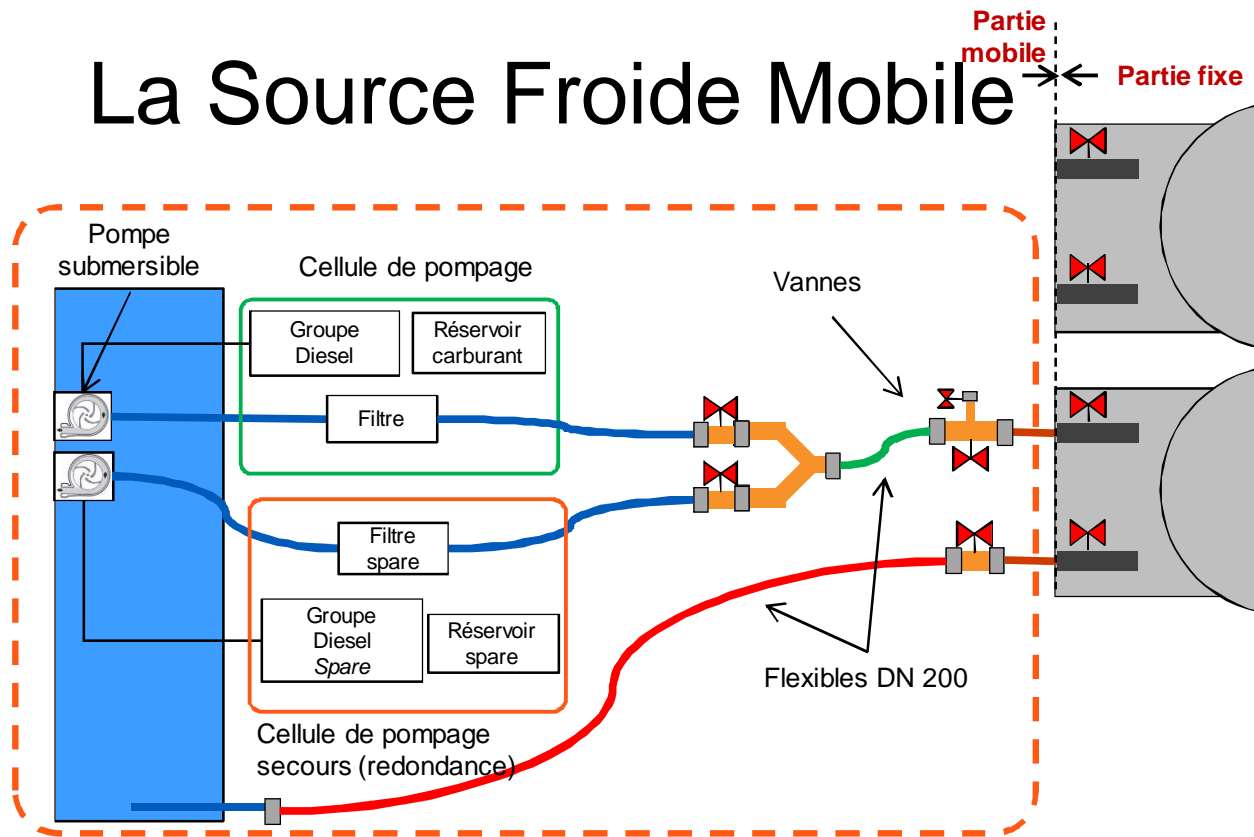 La Source Froide Mobile
Partie
mobile
Partie fixe
Pompe
submersible
Cellule de pompage
Vannes
Groupe
Diesel
Réservoir
carburant
Filtre
Filtre
spare
Groupe
Diesel
Spare
Réservoir
spare
Flexibles DN 200
Cellule de pompage
secours (redondance)